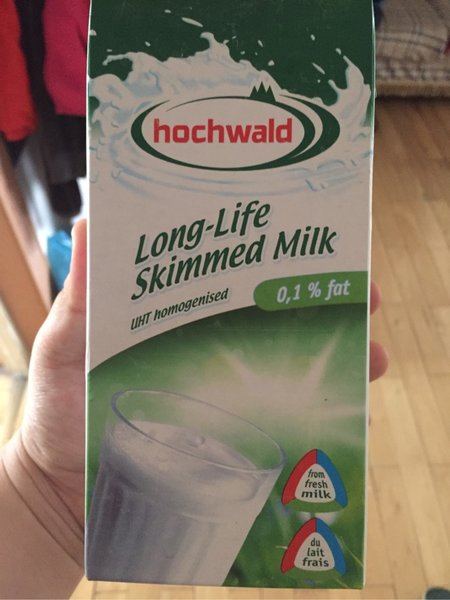 hochwald
Long-Life
Skimmed Milk
UHT homogenised
0,1 % fat
from
fresh
milk
du
lait
frais